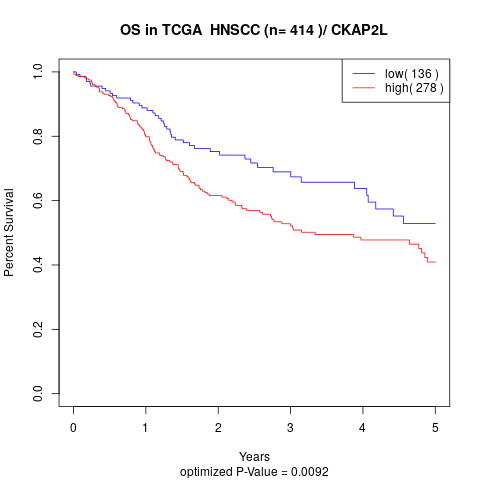 OS in TCGA  HNSCC (n= 414 )/ CKAP2L
low( 136 )
high( 278 )
Percent Survival
1.0
0.8
0.6
0.4
0.2
0.0
0 1 2 3 4 5
Years
optimized P-Value = 0.0092